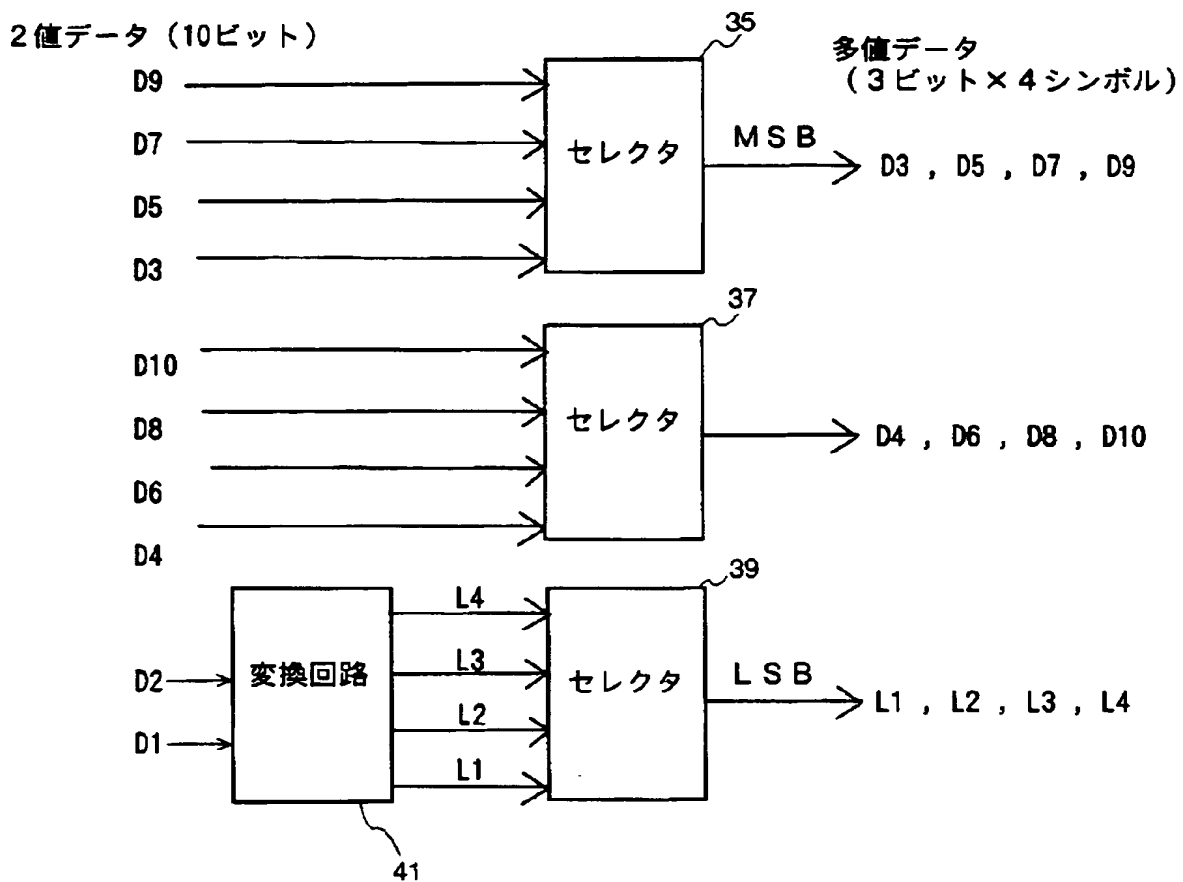 2値データ（10ビット）
35
多値データ
（3ビット×4シンボル）
D9
D7
D5
D3
セレクタ
MSB
D3 , D5 , D7 , D9
37
D10
D8
D6
D4
セレクタ
D4 , D6 , D8 , D10
39
D2
D1
変換回路
L4
L3
L2
L1
セレクタ
LSB
L1 , L2 , L3 , L4
41